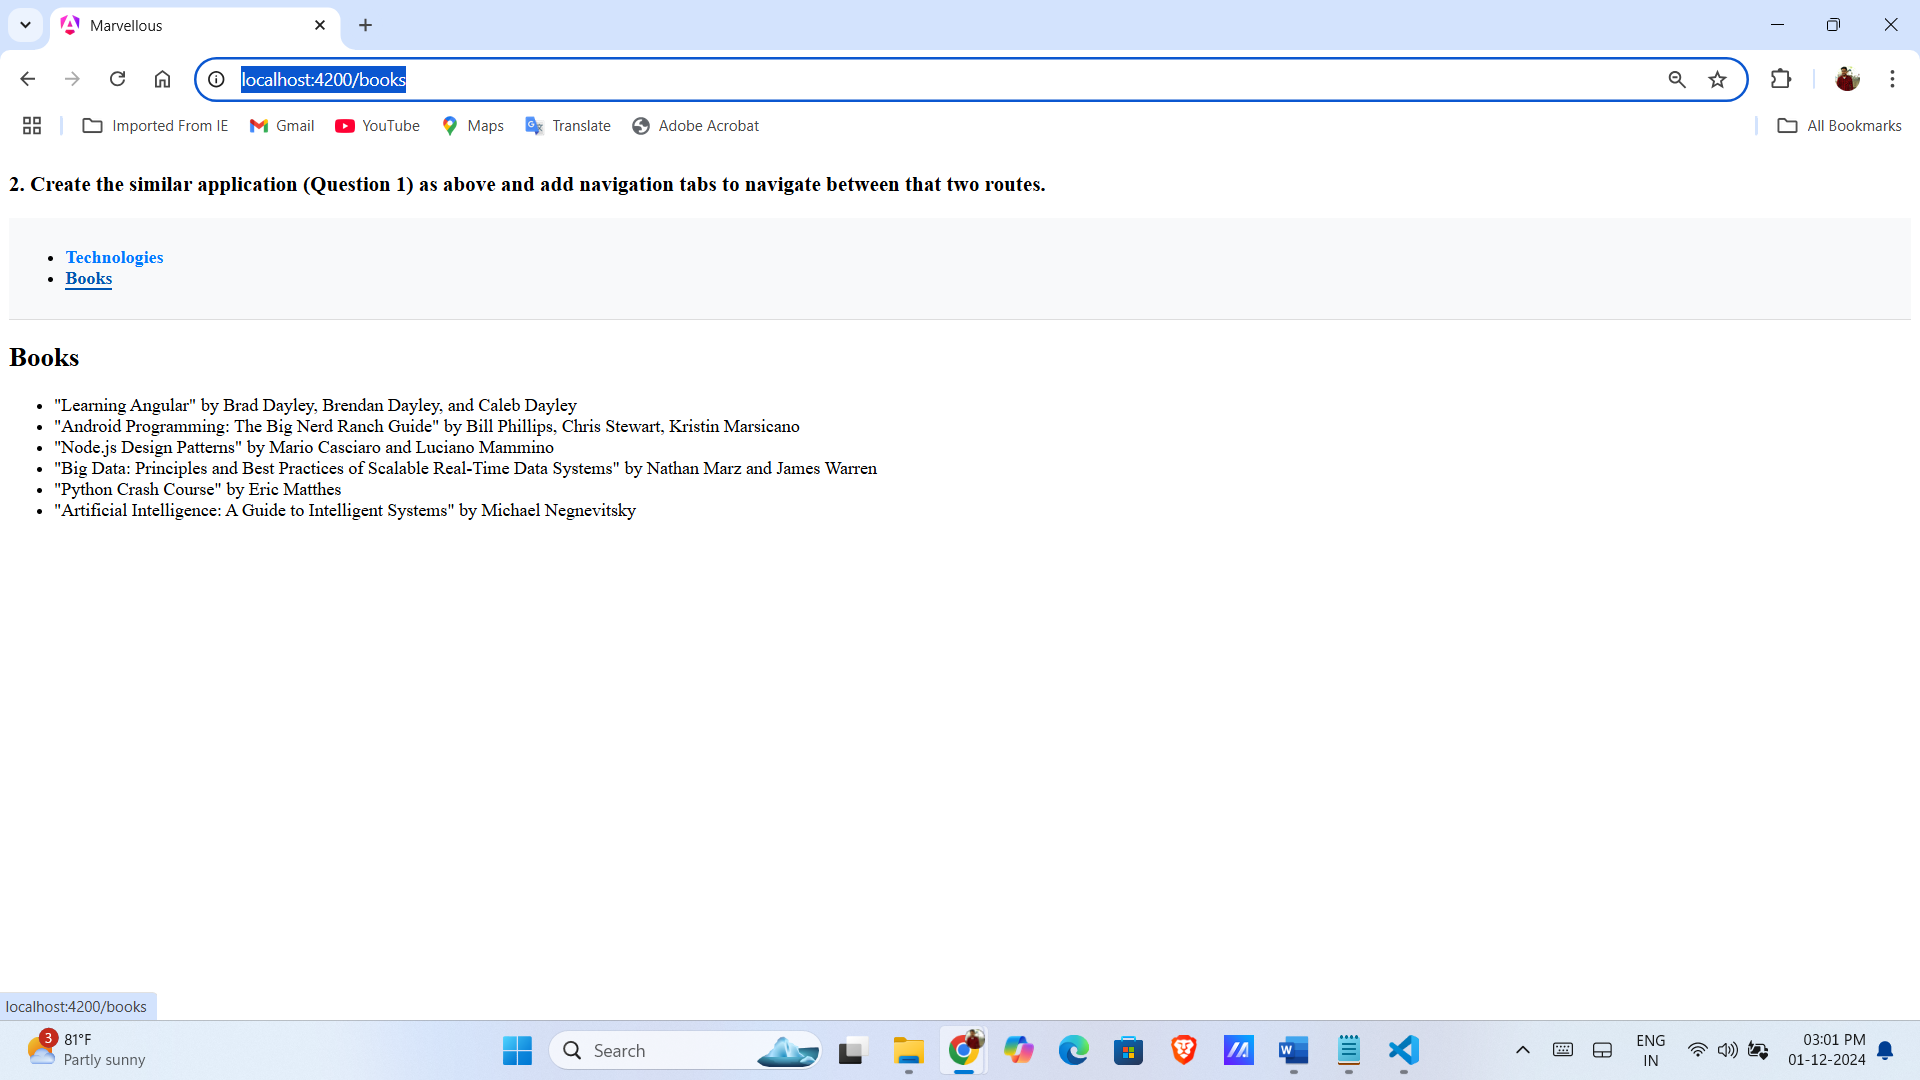 Marvellous
localhost:4200/books
Imported From IE
Gmail
YouTube
Maps
Translate
Adobe Acrobat
All Bookmarks
2. Create the similar application (Question 1) as above and add navigation tabs to navigate between that two routes.
Technologies
Books
Books
"Learning Angular" by Brad Dayley, Brendan Dayley, and Caleb Dayley
"Android Programming: The Big Nerd Ranch Guide" by Bill Phillips, Chris Stewart, Kristin Marsicano
"Node.js Design Patterns" by Mario Casciaro and Luciano Mammino
"Big Data: Principles and Best Practices of Scalable Real-Time Data Systems" by Nathan Marz and James Warren
"Python Crash Course" by Eric Matthes
"Artificial Intelligence: A Guide to Intelligent Systems" by Michael Negnevitsky
localhost:4200/books
3
81°F
Partly sunny
Search
ENG
IN
03:01 PM
01-12-2024